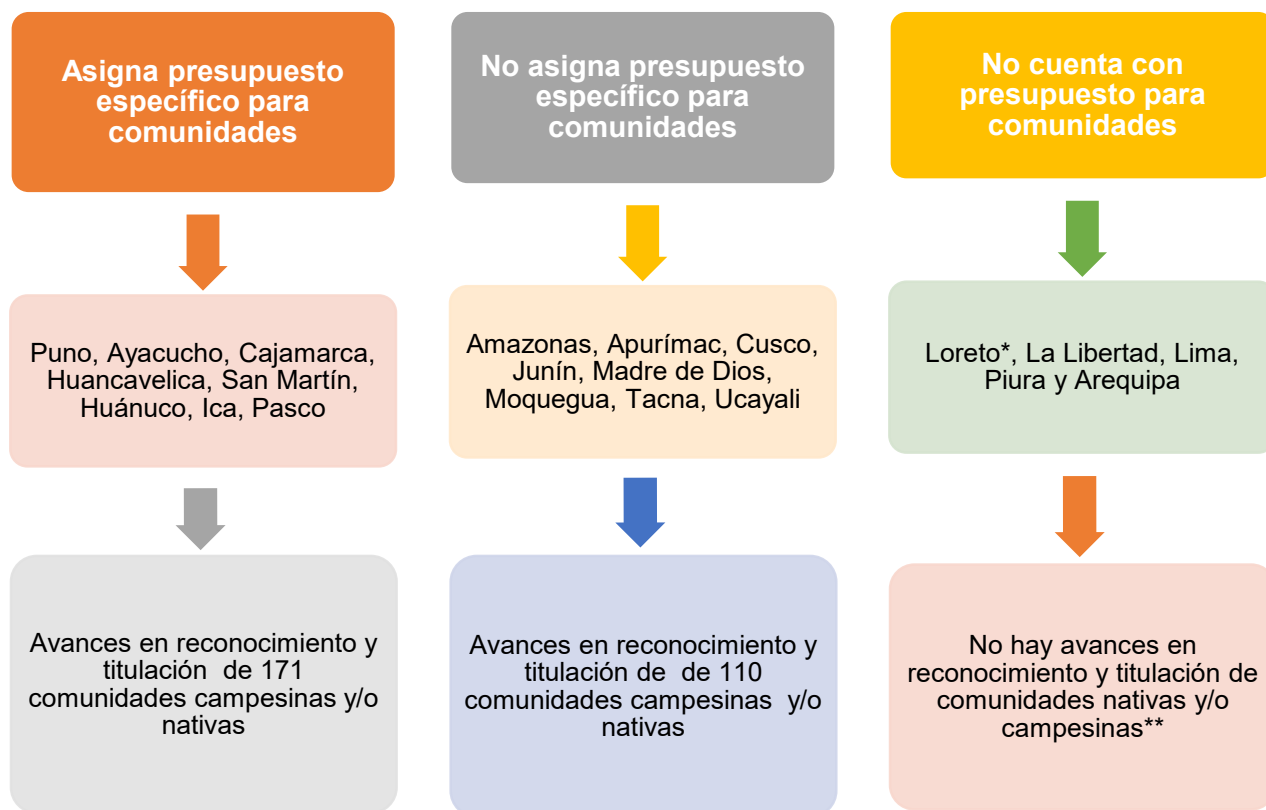 Asigna presupuesto
específico para
comunidades
No asigna presupuesto
específico para
comunidades
No cuenta con
presupuesto para
comunidades
Puno, Ayacucho, Cajamarca,
Huancavelica, San Martín,
Huánuco, Ica, Pasco
Amazonas, Apurímac, Cusco,
Junín, Madre de Dios,
Moquegua, Tacna, Ucayali
Loreto*, La Libertad, Lima,
Piura y Arequipa
Avances en reconocimiento y
titulación de 171
comunidades campesinas y/o
nativas
Avances en reconocimiento y
titulación de de 110
comunidades campesinas y/o
nativas
No hay avances en
reconocimiento y titulación de
comunidades nativas y/o
campesinas**